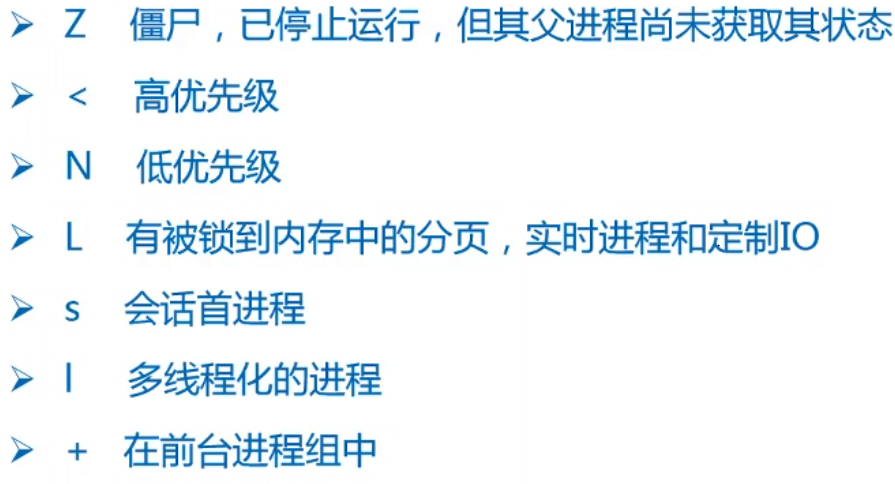 ➢ Z 僵尸，已停止运行，但其父进程尚未获取其状态
➢ < 高优先级
➢ N 低优先级
➢ L 有被锁到内存中的分页，实时进程和定制IO
➢ s 会话首进程
➢ l 多线程化的进程
➢ + 在前台进程组中